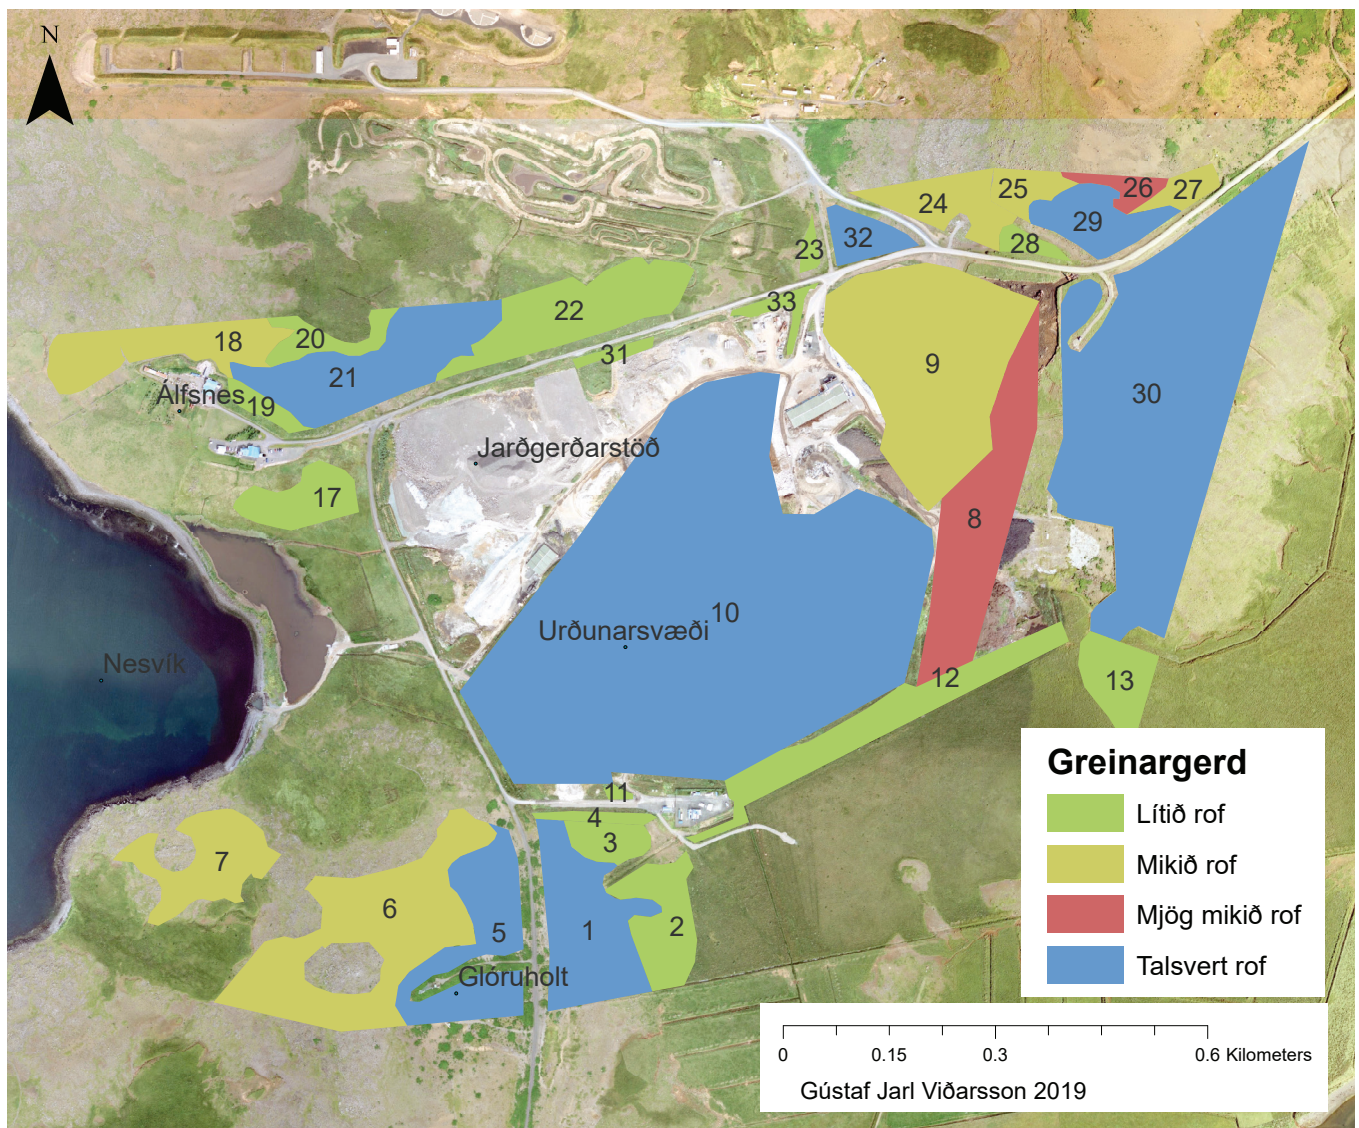 N
24
25
26
27
23
32
29
28
22
33
18
20
31
9
21
30
Álfsnes
19
Jarðgerðarstöð
17
8
10
Urðunarsvæði
Nesvík
12
13
11
4
3
7
6
5
1
2
Glóruholt
Greinargerd
Lítið rof
Mikið rof
Mjög mikið rof
Talsvert rof
0 0.15 0.3 0.6 Kilometers
Gústaf Jarl Viðarsson 2019